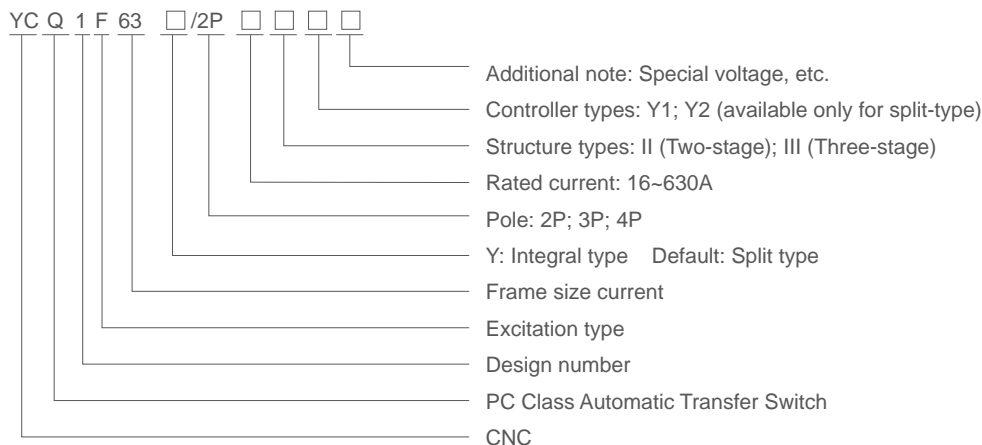 YC Q 1 F 63 □ /2P □ □ □ □
Additional note: Special voltage, etc.
Controller types: Y1; Y2 (available only for split-type)
Structure types: II (Two-stage); III (Three-stage)
Rated current: 16~630A
Pole: 2P; 3P; 4P
Y: Integral type Default: Split type
Frame size current
Excitation type
Design number
PC Class Automatic Transfer Switch
CNC